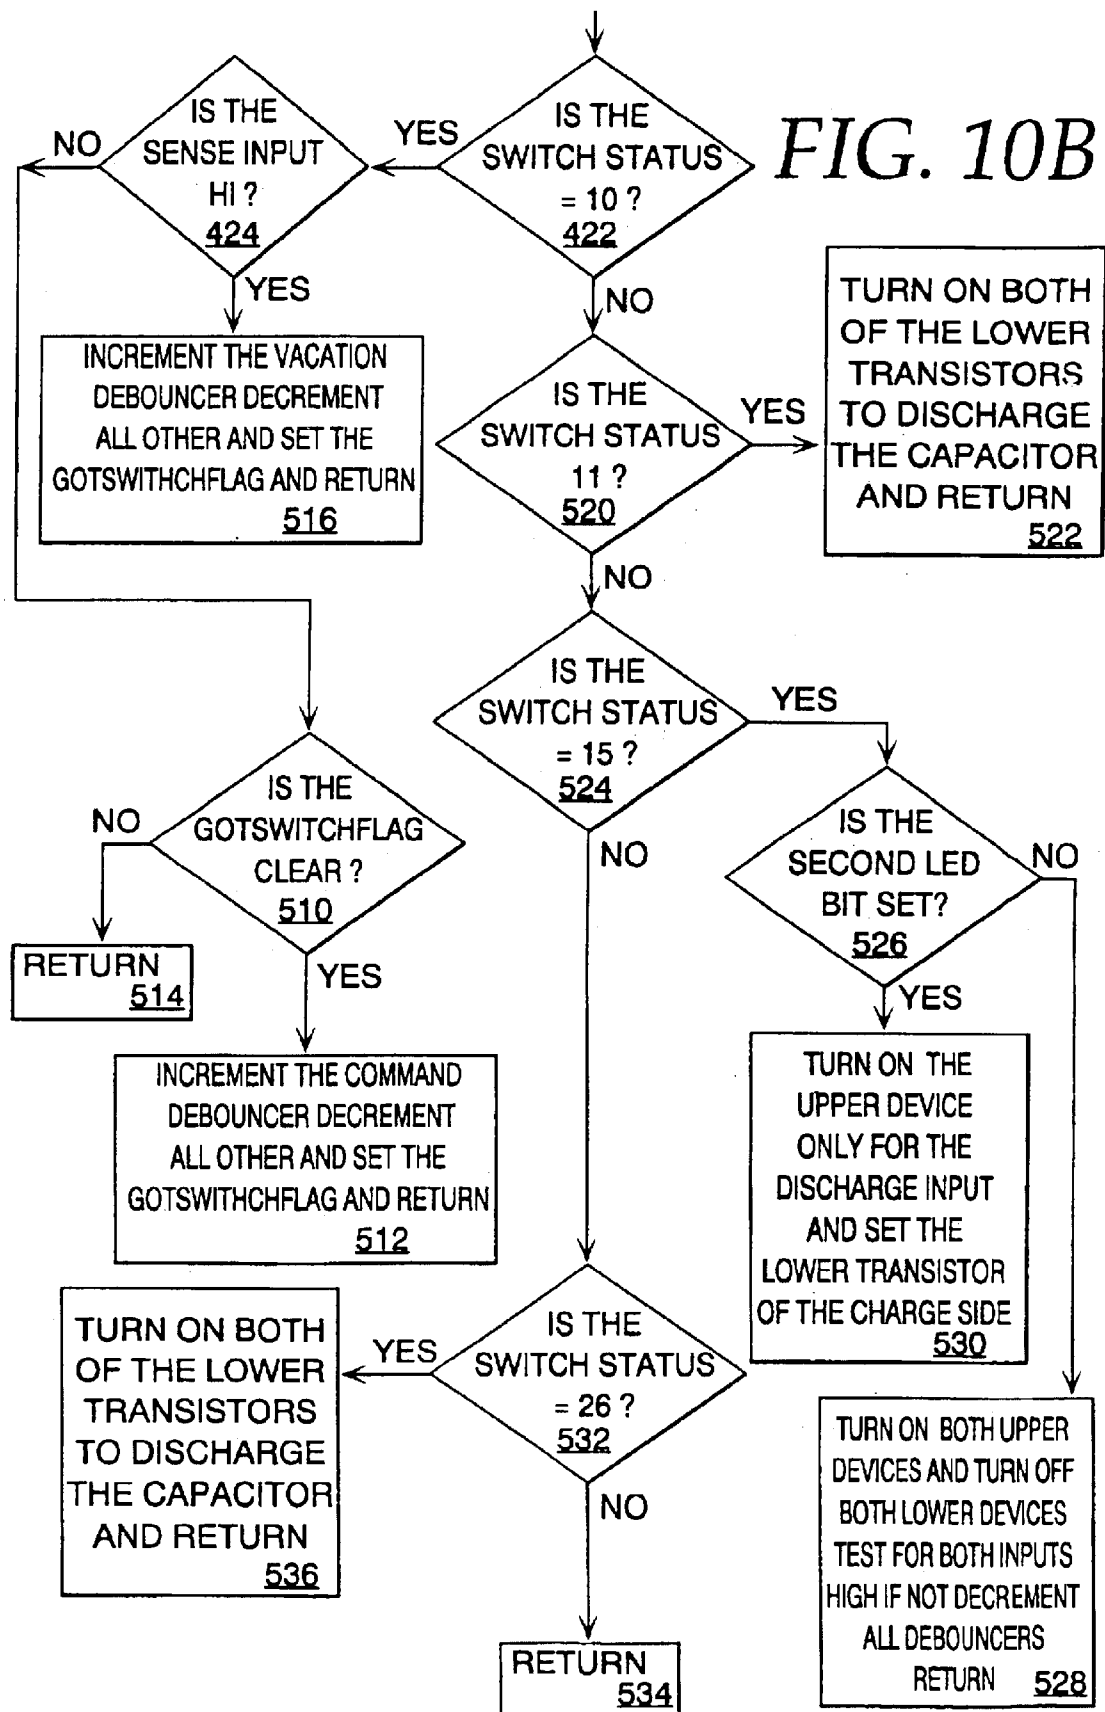 FIG. 10B
IS THE
SWITCH STATUS
= 10 ?
422
YES
NO
IS THE
SENSE INPUT
HI ?
424
NO
YES
INCREMENT THE VACATION
DEBOUNCER DECREMENT
ALL OTHER AND SET THE
GOTSWITHCHFLAG AND RETURN
516
IS THE
SWITCH STATUS
11 ?
520
YES
NO
TURN ON BOTH
OF THE LOWER
TRANSISTORS
TO DISCHARGE
THE CAPACITOR
AND RETURN
522
IS THE
SWITCH STATUS
= 15 ?
524
YES
NO
IS THE
GOTSWITCHFLAG
CLEAR ?
510
NO
YES
RETURN
514
INCREMENT THE COMMAND
DEBOUNCER DECREMENT
ALL OTHER AND SET THE
GOTSWITHCHFLAG AND RETURN
512
IS THE
SECOND LED
BIT SET?
526
NO
YES
TURN ON THE
UPPER DEVICE
ONLY FOR THE
DISCHARGE INPUT
AND SET THE
LOWER TRANSISTOR
OF THE CHARGE SIDE
530
IS THE
SWITCH STATUS
= 26 ?
532
YES
NO
TURN ON BOTH
OF THE LOWER
TRANSISTORS
TO DISCHARGE
THE CAPACITOR
AND RETURN
536
TURN ON BOTH UPPER
DEVICES AND TURN OFF
BOTH LOWER DEVICES
TEST FOR BOTH INPUTS
HIGH IF NOT DECREMENT
ALL DEBOUNCERS
RETURN
528
RETURN
534